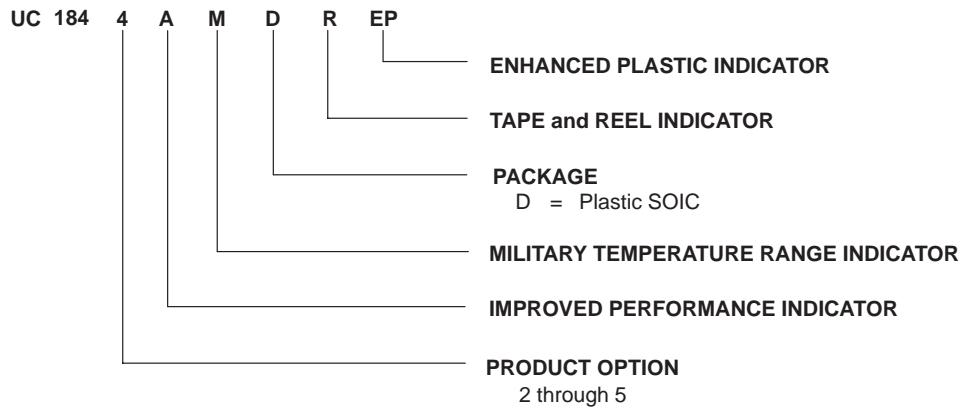 UC 184 4 A M D R EP
ENHANCED PLASTIC INDICATOR
TAPE and REEL INDICATOR
PACKAGE
D = Plastic SOIC
MILITARY TEMPERATURE RANGE INDICATOR
IMPROVED PERFORMANCE INDICATOR
PRODUCT OPTION
2 through 5